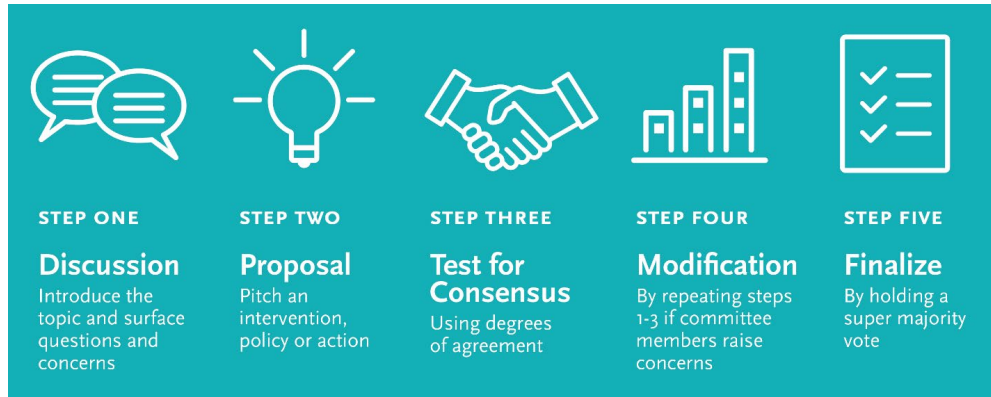 STEP ONE
Discussion
Introduce the
topic and surface
questions and
concerns
STEP TWO
Proposal
Pitch an
intervention,
policy or action
STEP THREE
Test for
Consensus
Using degrees
of agreement
STEP FOUR
Modification
By repeating steps
1-3 if committee
members raise
concerns
STEP FIVE
Finalize
By holding a
super majority
vote